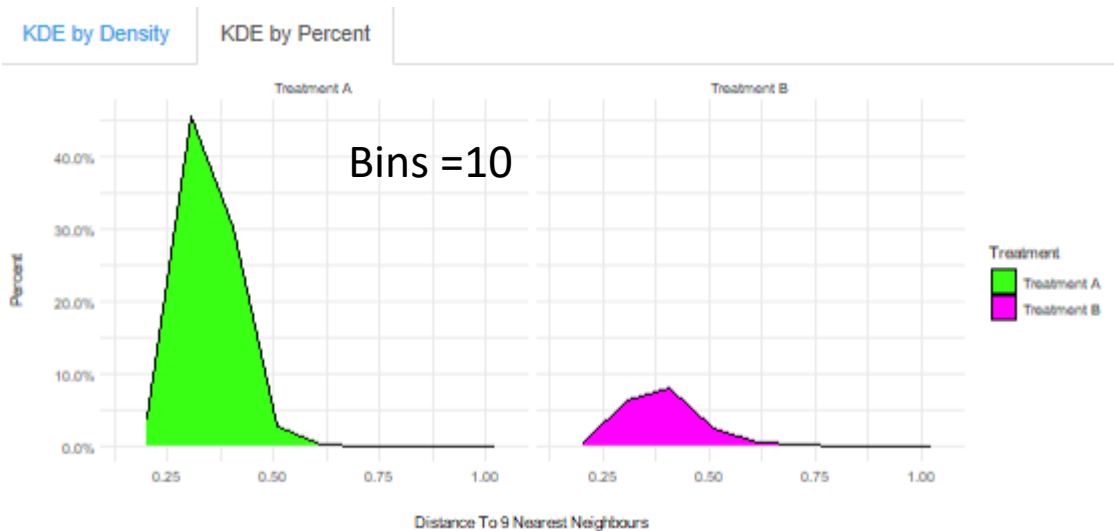 KDE by Density KDE by Percent
Treatment A Treatment B
Bins =10
40.0%
30.0%
20.0%
10.0%
0.0%
Percent
0.25 0.50 0.75 1.00 0.25 0.50 0.75 1.00
Distance To 9 Nearest Neighbours
Treatment
Treatment A
Treatment B